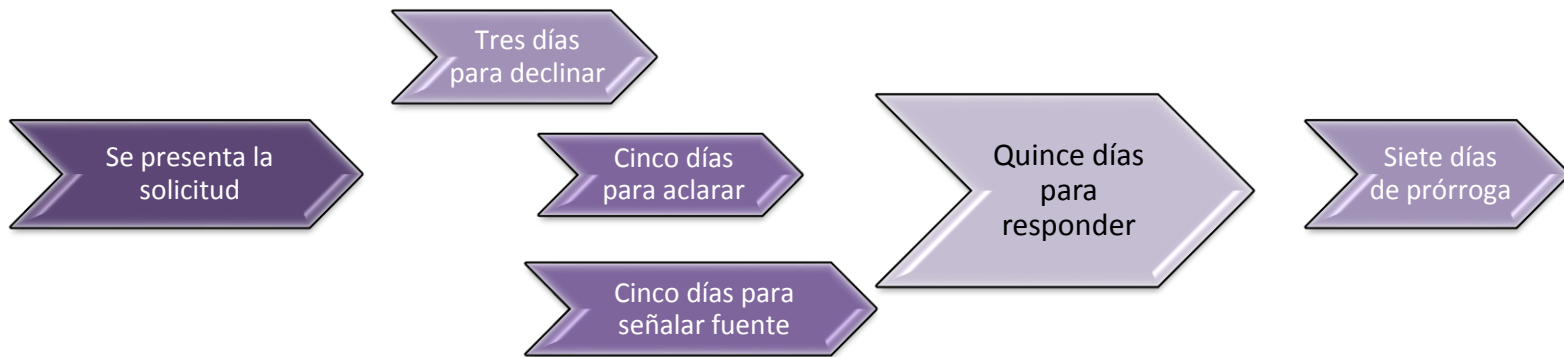 Tres días
para declinar
Se presenta la
solicitud
Cinco días
para aclarar
Cinco días para
señalar fuente
Quince días
para
responder
Siete días
de prórroga